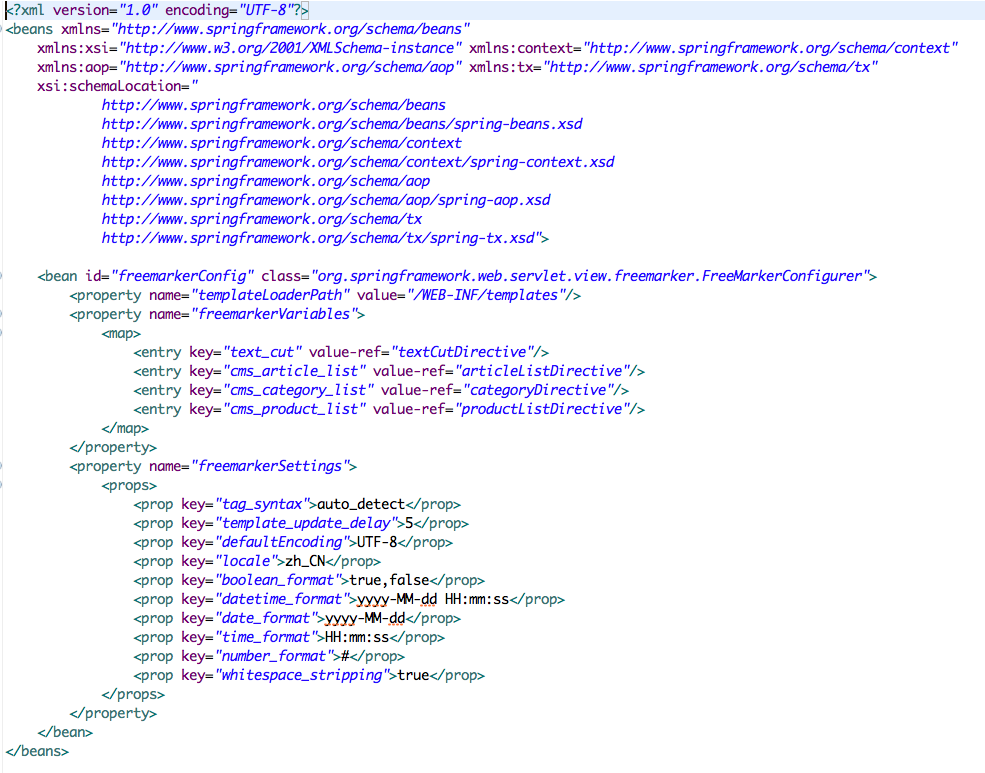 <?xml version="1.0" encoding="UTF-8"?>
<beans xmlns="http://www.springframework.org/schema/beans"
    xmlns:xsi="http://www.w3.org/2001/XMLSchema-instance" xmlns:context="http://www.springframework.org/schema/context"
    xmlns:aop="http://www.springframework.org/schema/aop" xmlns:tx="http://www.springframework.org/schema/tx"
    xsi:schemaLocation="
            http://www.springframework.org/schema/beans
            http://www.springframework.org/schema/beans/spring-beans.xsd
            http://www.springframework.org/schema/context
            http://www.springframework.org/schema/context/spring-context.xsd
            http://www.springframework.org/schema/aop
            http://www.springframework.org/schema/aop/spring-aop.xsd
            http://www.springframework.org/schema/tx
            http://www.springframework.org/schema/tx/spring-tx.xsd">

    <bean id="freemarkerConfig" class="org.springframework.web.servlet.view.freemarker.FreeMarkerConfigurer">
        <property name="templateLoaderPath" value="/WEB-INF/templates"/>
        <property name="freemarkerVariables">
            <map>
                <entry key="text_cut" value-ref="textCutDirective"/>
                <entry key="cms_article_list" value-ref="articleListDirective"/>
                <entry key="cms_category_list" value-ref="categoryDirective"/>
                <entry key="cms_product_list" value-ref="productListDirective"/>
            </map>
        </property>
        <property name="freemarkerSettings">
            <props>
                <prop key="tag_syntax">auto_detect</prop>
                <prop key="template_update_delay">5</prop>
                <prop key="defaultEncoding">UTF-8</prop>
                <prop key="locale">zh_CN</prop>
                <prop key="boolean_format">true,false</prop>
                <prop key="datetime_format">yyyy-MM-dd HH:mm:ss</prop>
                <prop key="date_format">yyyy-MM-dd</prop>
                <prop key="time_format">HH:mm:ss</prop>
                <prop key="number_format">#</prop>
                <prop key="whitespace_stripping">true</prop>
            </props>
        </property>
    </bean>
</beans>